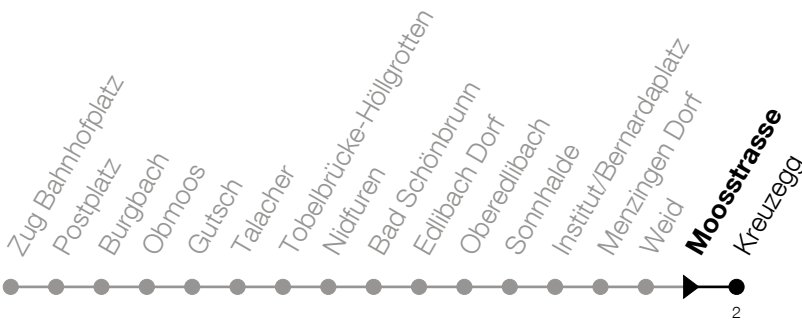 Zug Bahnhofplatz
Postplatz
Burgbach
Obmoos
Gutsch
Talacher
Tobelbrücke-Höllgrotten
Nidfuren
Bad Schönbrunn
Edlibach Dorf
Oberedlibach
Sonnhalde
Institut/Bernardaplatz
Menzingen Dorf
Weid
Moosstrasse
Kreuzegg
2